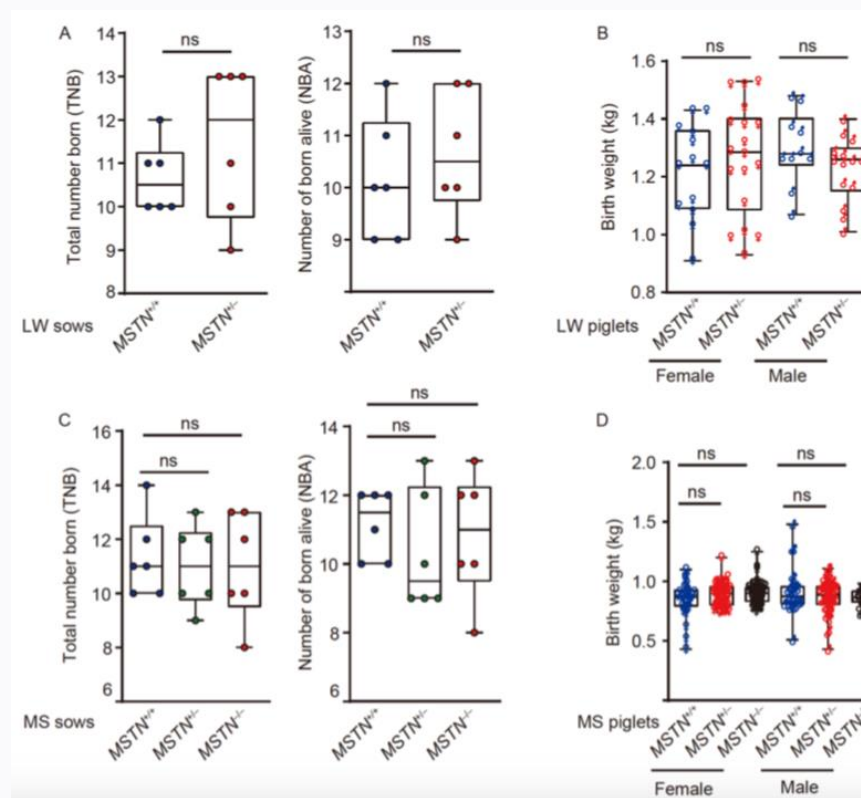 A
B
ns
ns
ns
ns
Total number born (TNB)
14
13
12
11
10
9
8
Number of born alive (NBA)
13
12
11
10
9
Birth weight (kg)
1.6
1.4
1.2
1.0
0.8
LW sows
MSTN+/+
MSTN+/−
MSTN+/+
MSTN+/−
LW piglets
MSTN+/+
MSTN+/−
MSTN+/+
MSTN+/−
Female
Male
C
D
ns
ns
ns
ns
ns
ns
ns
ns
Total number born (TNB)
16
14
12
10
8
6
Number of born alive (NBA)
14
12
10
8
6
Birth weight (kg)
2.0
1.5
1.0
0.5
MS sows
MSTN+/+
MSTN+/−
MSTN−/−
MSTN+/+
MSTN+/−
MSTN−/−
MS piglets
MSTN+/+
MSTN+/−
MSTN−/−
MSTN+/+
MSTN+/−
Female
Male